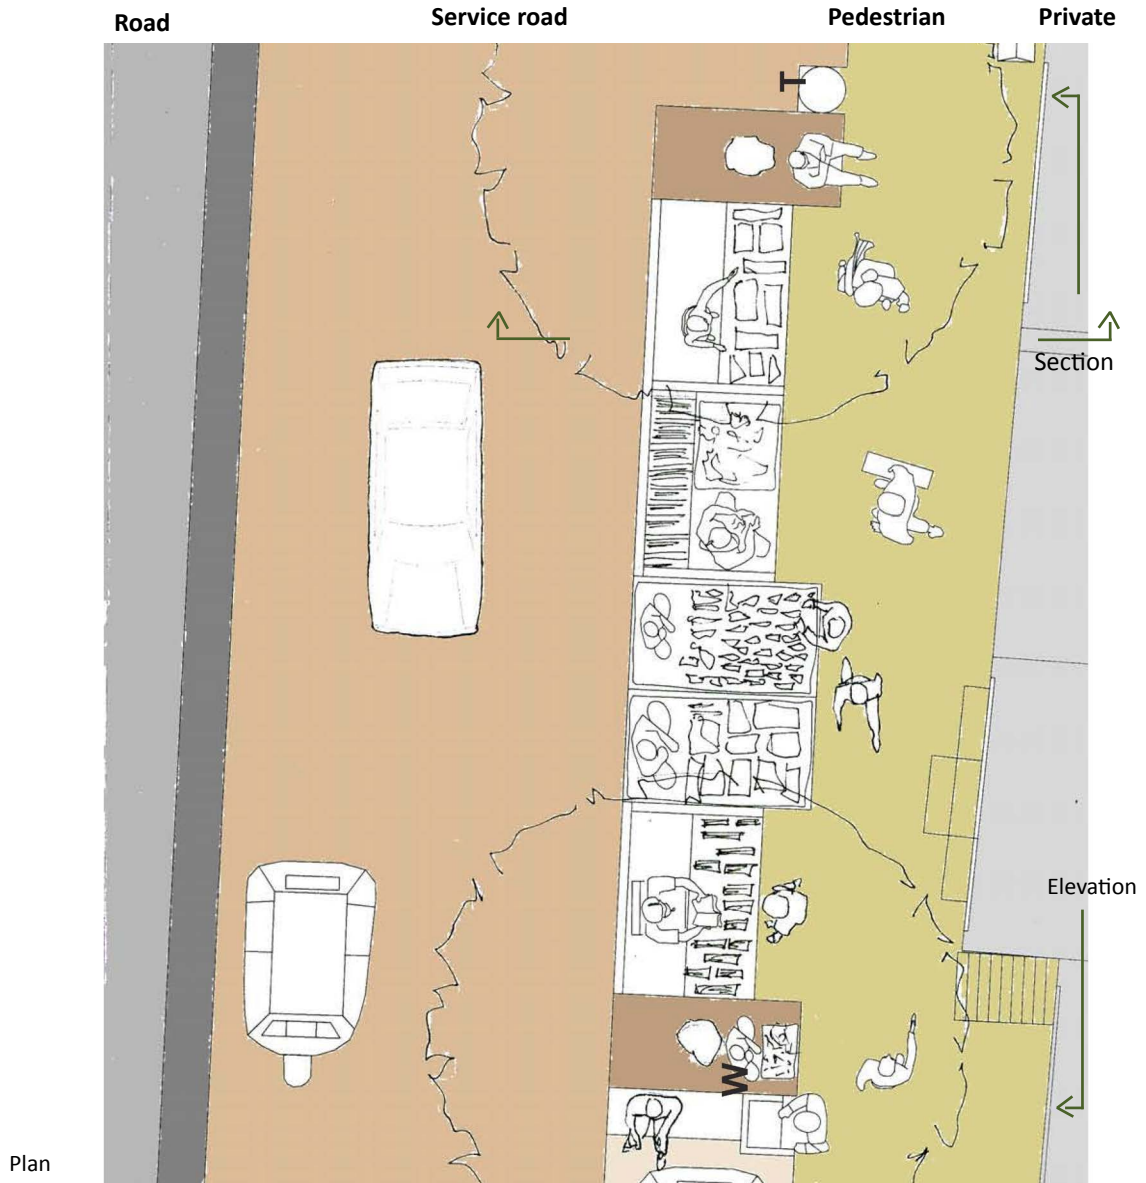 Road
Service road
Pedestrian
Private
T
Section
Elevation
W
Plan